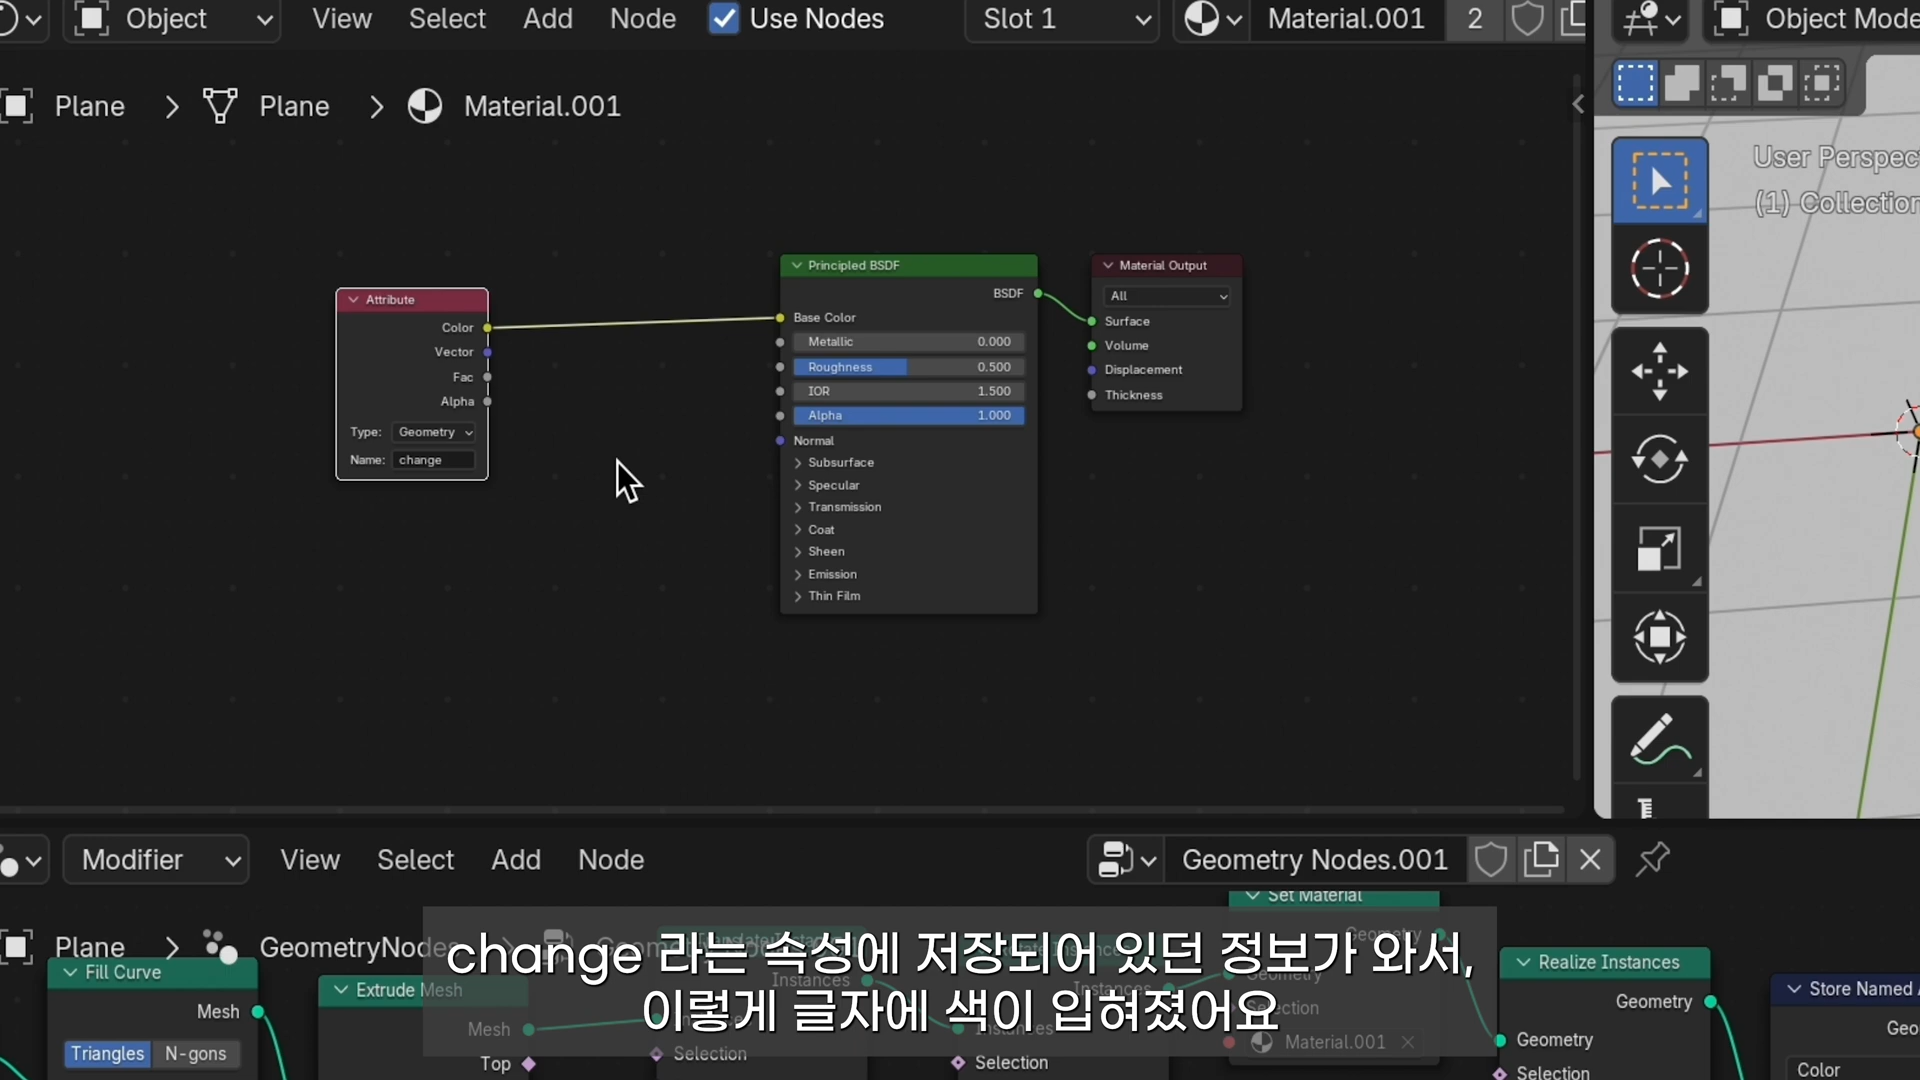 Object
View
Select
Add
Node
Use Nodes
Slot 1
Material.001
2
Object Mode
Plane
Plane
Material.001
User Perspec
(1) Collection
Attribute
Color
Vector
Fac
Alpha
Type: Geometry
Name: change
Principled BSDF
BSDF
Base Color
Metallic 0.000
Roughness 0.500
IOR 1.500
Alpha 1.000
Normal
Subsurface
Specular
Transmission
Coat
Sheen
Emission
Thin Film
Material Output
All
Surface
Volume
Displacement
Thickness
Modifier
View
Select
Add
Node
Geometry Nodes.001
Plane
GeometryNodes
Fill Curve
Mesh
Triangles
N-gons
Extrude Mesh
Mesh
Top
Instances
Selection
Instances
Selection
Set Material
Geometry
Geometry
Selection
Material.001
Realize Instances
Geometry
Geometry
Selection
Store Named A
Geo
Color
change 라는 속성에 저장되어 있던 정보가 와서,
이렇게 글자에 색이 입혀졌어요